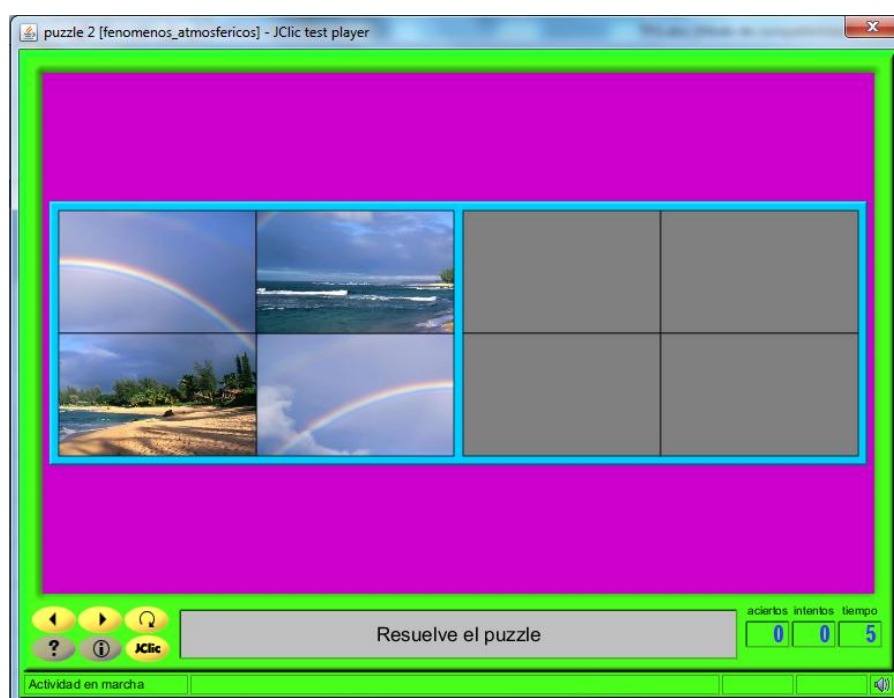 puzzle 2 [fenomenos_atmosfericos] - JClic test player
Resuelve el puzzle
aciertos intentos tiempo
0 0 5
? i JClic
Actividad en marcha